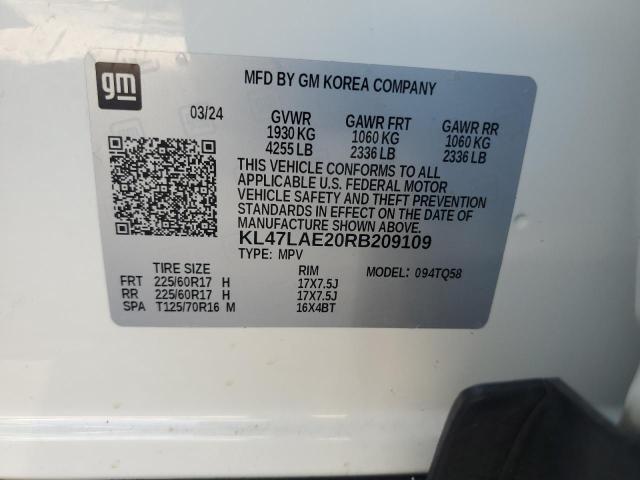 gm
MFD BY GM KOREA COMPANY
03/24 GVWR GAWR FRT GAWR RR
1930 KG 1060 KG 1060 KG
4255 LB 2336 LB 2336 LB
THIS VEHICLE CONFORMS TO ALL
APPLICABLE U.S. FEDERAL MOTOR
VEHICLE SAFETY AND THEFT PREVENTION
STANDARDS IN EFFECT ON THE DATE OF
MANUFACTURE SHOWN ABOVE.
KL47LAE20RB209109
TYPE: MPV
TIRE SIZE RIM MODEL: 094TQ58
FRT 225/60R17 H 17X7.5J
RR 225/60R17 H 17X7.5J
SPA T125/70R16 M 16X4BT